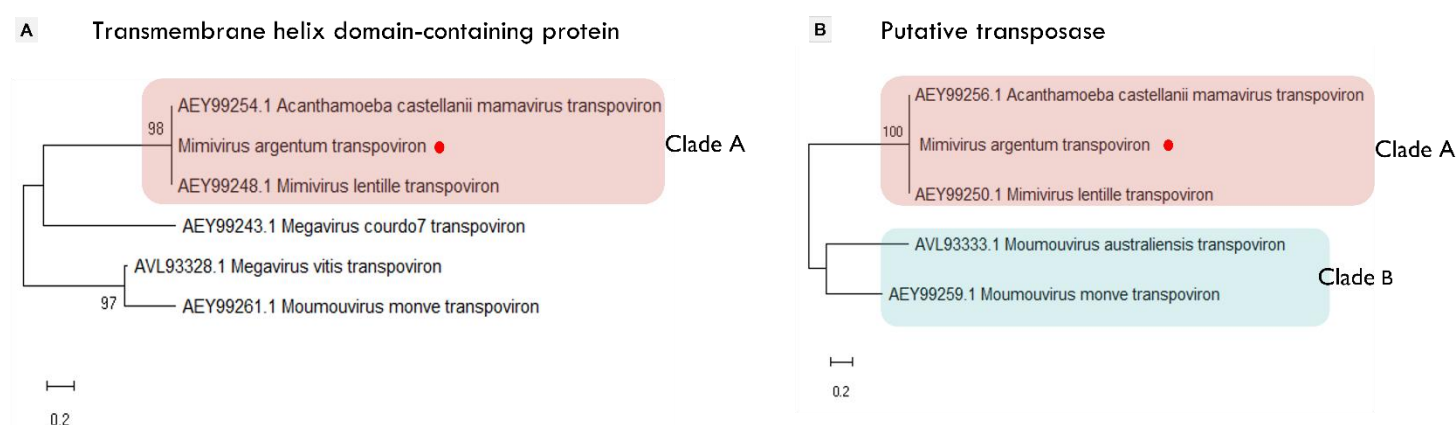 A Transmembrane helix domain-containing protein
AEY99254.1 Acanthamoeba castellanii mamavirus transpoviron
98
Mimivirus argentum transpoviron
Clade A
AEY99248.1 Mimivirus lentille transpoviron
AEY99243.1 Megavirus courdo7 transpoviron
AVL93328.1 Megavirus vitis transpoviron
97
AEY99261.1 Moumouvirus monve transpoviron
0.2
B Putative transposase
AEY99256.1 Acanthamoeba castellanii mamavirus transpoviron
100
Mimivirus argentum transpoviron
Clade A
AEY99250.1 Mimivirus lentille transpoviron
AVL93333.1 Moumouvirus australiensis transpoviron
Clade B
AEY99259.1 Moumouvirus monve transpoviron
0.2